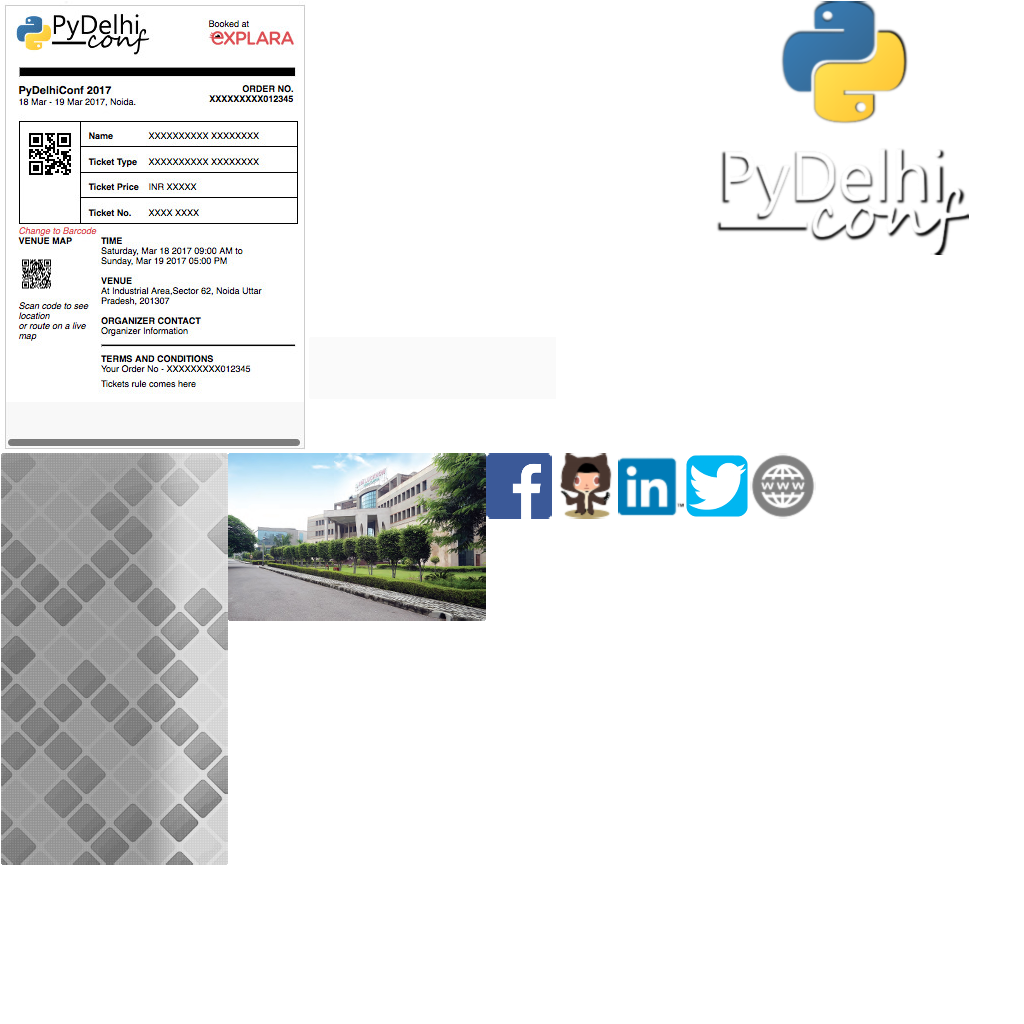 PyDelhi
conf
Booked at
eXPLARA
PyDelhiConf 2017
18 Mar - 19 Mar 2017, Noida.
ORDER NO.
XXXXXXXXX012345
Name XXXXXXXXXX XXXXXXXX
Ticket Type XXXXXXXXXX XXXXXXXX
Ticket Price INR XXXXX
Ticket No. XXXX XXXX
Change to Barcode
VENUE MAP
Scan code to see
location
or route on a live
map
TIME
Saturday, Mar 18 2017 09:00 AM to
Sunday, Mar 19 2017 05:00 PM
VENUE
At Industrial Area,Sector 62, Noida Uttar
Pradesh, 201307
ORGANIZER CONTACT
Organizer Information
TERMS AND CONDITIONS
Your Order No - XXXXXXXXX012345
Tickets rule comes here
PyDelhi
conf
f
in TM
WWW